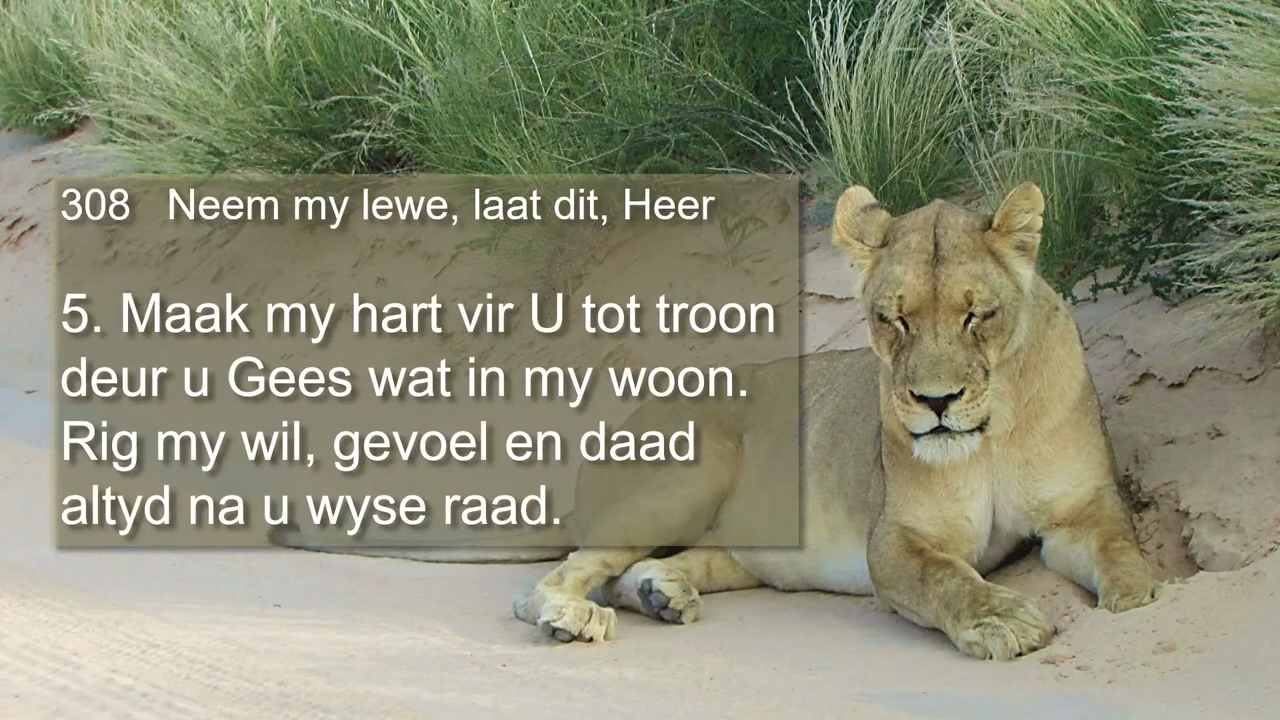 308 Neem my lewe, laat dit, Heer
5. Maak my hart vir U tot troon
deur u Gees wat in my woon.
Rig my wil, gevoel en daad
altyd na u wyse raad.